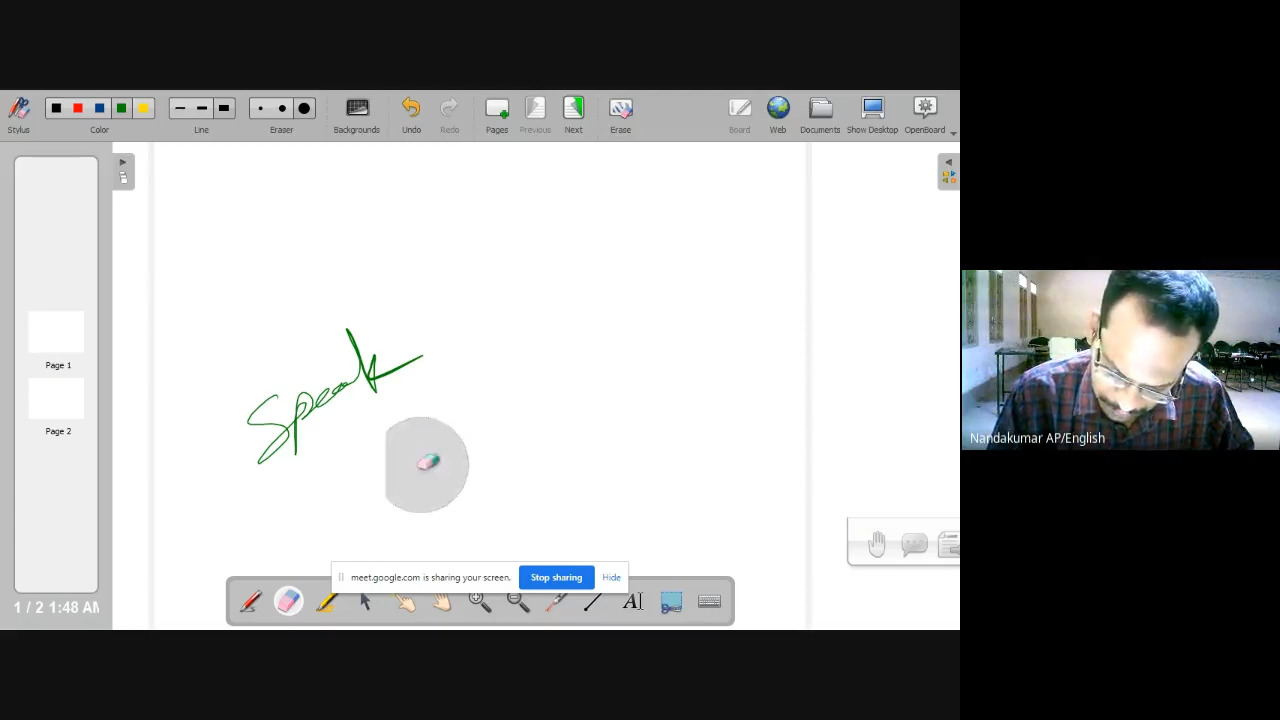 Stylus
Color
Line
Eraser
Backgrounds
Undo
Redo
Pages
Previous
Next
Erase
Board
Web
Documents
Show Desktop
OpenBoard
Page 1
Page 2
Speak
Nandakumar AP/English
meet.google.com is sharing your screen.
Stop sharing
Hide
1 / 2 1:48 AM